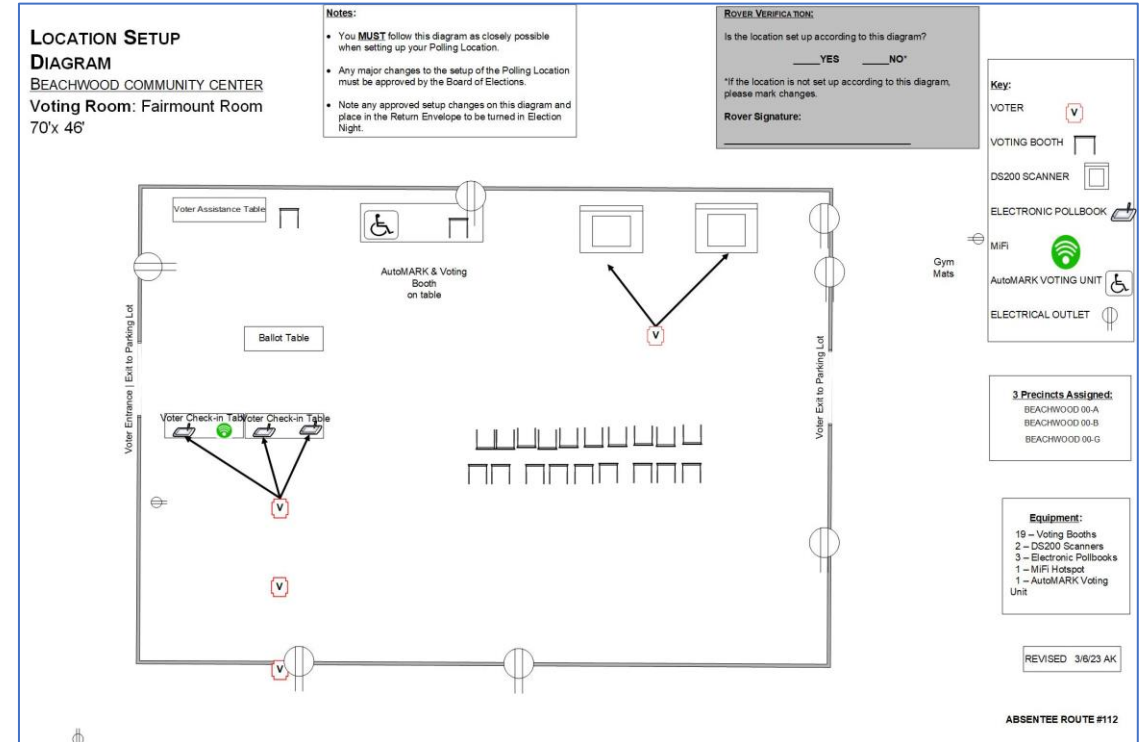 LOCATION SETUP
DIAGRAM
BEACHWOOD COMMUNITY CENTER
Voting Room: Fairmount Room
70'x 46'
Notes:
• You MUST follow this diagram as closely possible
when setting up your Polling Location.
• Any major changes to the setup of the Polling Location
must be approved by the Board of Elections.
• Note any approved setup changes on this diagram and
place in the Return Envelope to be turned in Election
Night.
ROVER VERIFICATION:
Is the location set up according to this diagram?
_____YES _____NO*
*If the location is not set up according to this diagram,
please mark changes.
Rover Signature:
Key:
VOTER V
VOTING BOOTH
DS200 SCANNER
ELECTRONIC POLLBOOK
MiFi
AutoMARK VOTING UNIT
ELECTRICAL OUTLET
Voter Assistance Table
AutoMARK & Voting
Booth
on table
Gym
Mats
V
Ballot Table
Voter Entrance | Exit to Parking Lot
Voter Exit to Parking Lot
Voter Check-in Table
Voter Check-in Table
V
V
V
3 Precincts Assigned:
BEACHWOOD 00-A
BEACHWOOD 00-B
BEACHWOOD 00-G
Equipment:
19 – Voting Booths
2 – DS200 Scanners
3 – Electronic Pollbooks
1 – MiFi Hotspot
1 – AutoMARK Voting
Unit
REVISED 3/6/23 AK
ABSENTEE ROUTE #112